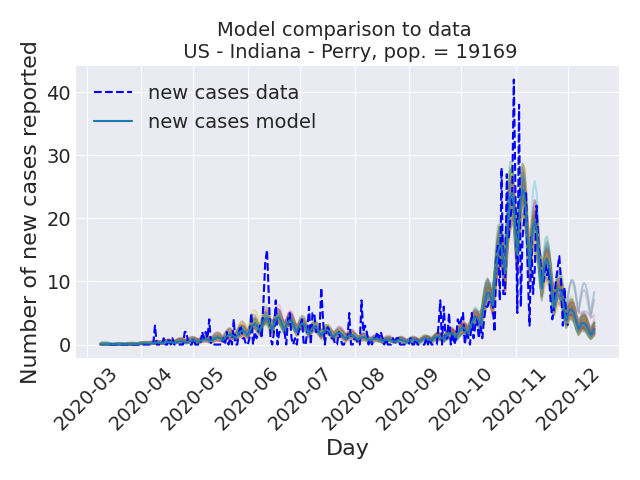 Model comparison to data
US - Indiana - Perry, pop. = 19169
Number of new cases reported
40
30
20
10
0
new cases data
new cases model
2020-03
2020-04
2020-05
2020-06
2020-07
2020-08
2020-09
2020-10
2020-11
2020-12
Day